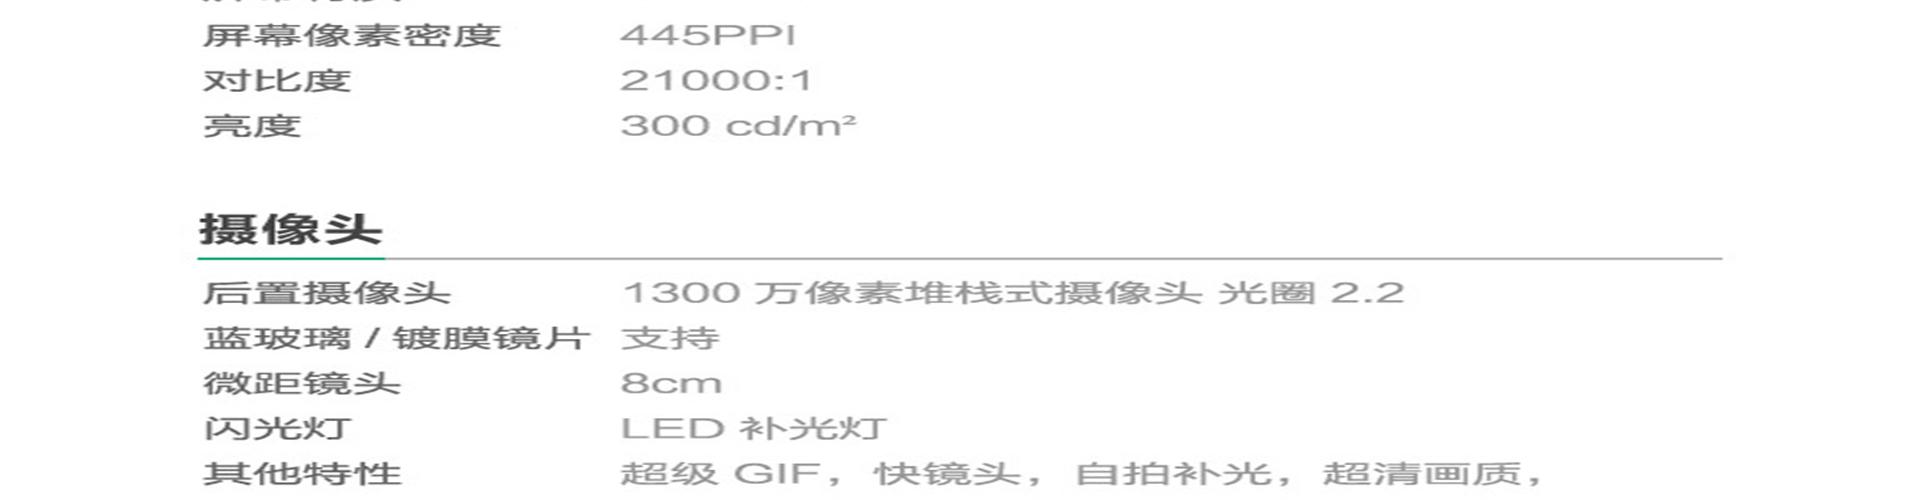 屏幕像素密度 445PPI
对比度 21000:1
亮度 300 cd/m²
摄像头
后置摄像头 1300 万像素堆栈式摄像头 光圈 2.2
蓝玻璃 / 镀膜镜片 支持
微距镜头 8cm
闪光灯 LED 补光灯
其他特性 超级 GIF，快镜头，自拍补光，超清画质，